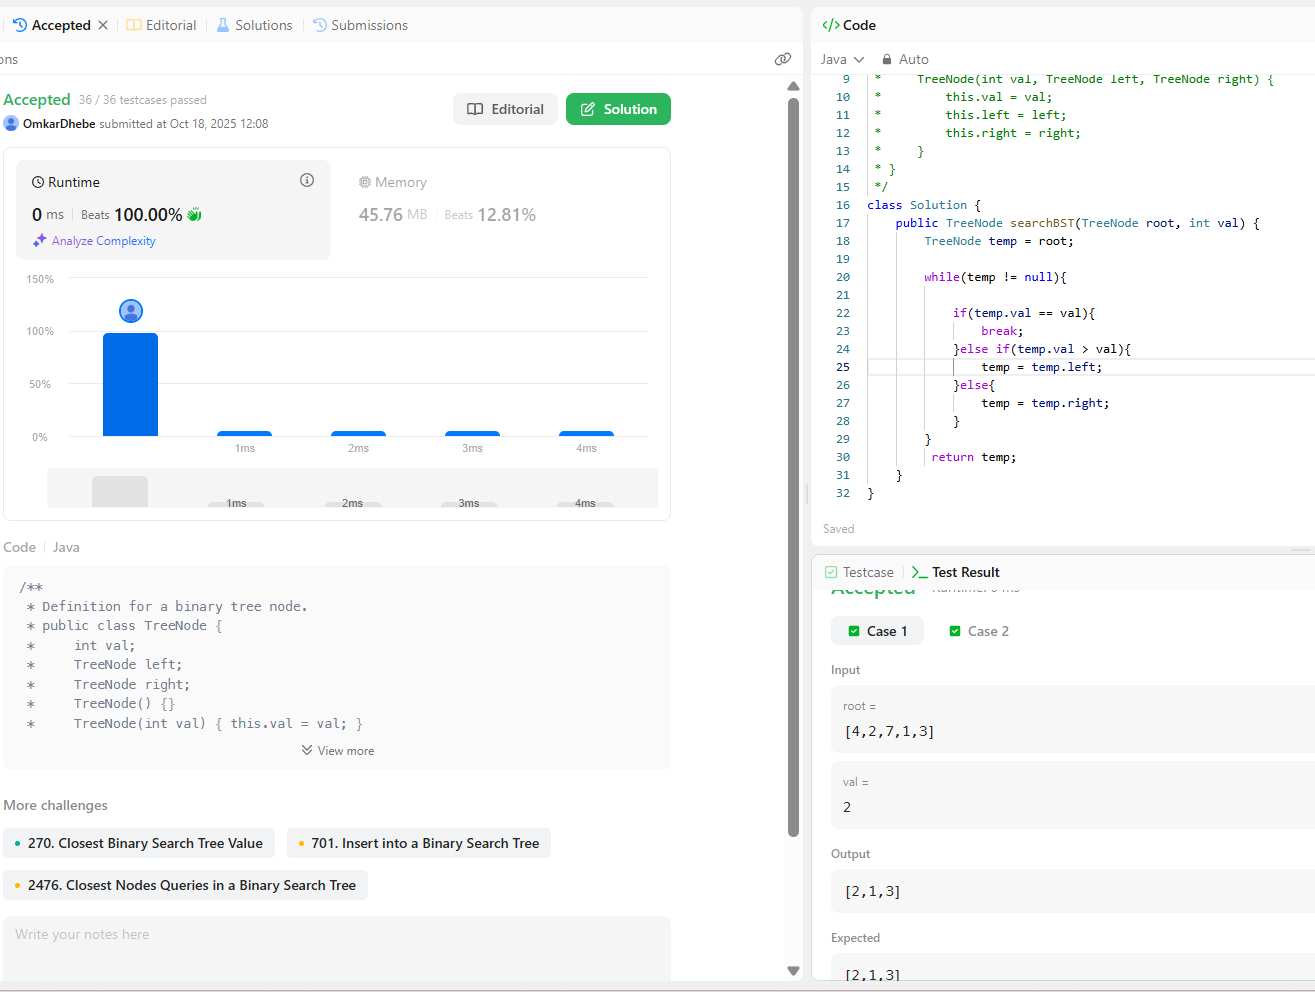 Accepted
Editorial
Solutions
Submissions
ons
Accepted 36 / 36 testcases passed
OmkarDhebe submitted at Oct 18, 2025 12:08
Editorial
Solution
Runtime
0 ms Beats 100.00%
Analyze Complexity
Memory
45.76 MB Beats 12.81%
150%
100%
50%
0%
1ms 2ms 3ms 4ms
1ms 2ms 3ms 4ms
Code Java
/**
* Definition for a binary tree node.
* public class TreeNode {
*     int val;
*     TreeNode left;
*     TreeNode right;
*     TreeNode() {}
*     TreeNode(int val) { this.val = val; }
View more
More challenges
270. Closest Binary Search Tree Value
701. Insert into a Binary Search Tree
2476. Closest Nodes Queries in a Binary Search Tree
Write your notes here
</> Code
Java Auto
9 *     TreeNode(int val, TreeNode left, TreeNode right) {
10 *         this.val = val;
11 *         this.left = left;
12 *         this.right = right;
13 *     }
14 * }
15 */
16 class Solution {
17     public TreeNode searchBST(TreeNode root, int val) {
18         TreeNode temp = root;
19
20         while(temp != null){
21
22             if(temp.val == val){
23                 break;
24             }else if(temp.val > val){
25                 temp = temp.left;
26             }else{
27                 temp = temp.right;
28             }
29         }
30          return temp;
31     }
32 }
Saved
Testcase
Test Result
Accepted Runtime: 0 ms
Case 1
Case 2
Input
root =
[4,2,7,1,3]
val =
2
Output
[2,1,3]
Expected
[2,1,3]